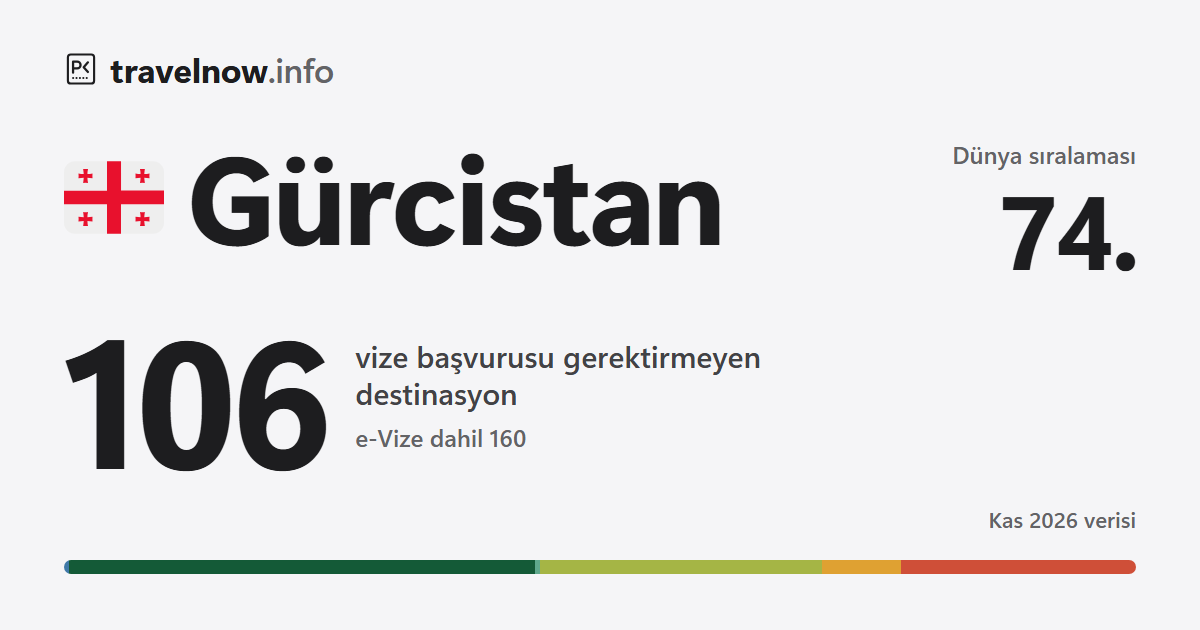 travelnow.info
Gürcistan
Dünya sıralaması
74.
106
vize başvurusu gerektirmeyen
destinasyon
e-Vize dahil 160
Kas 2026 verisi